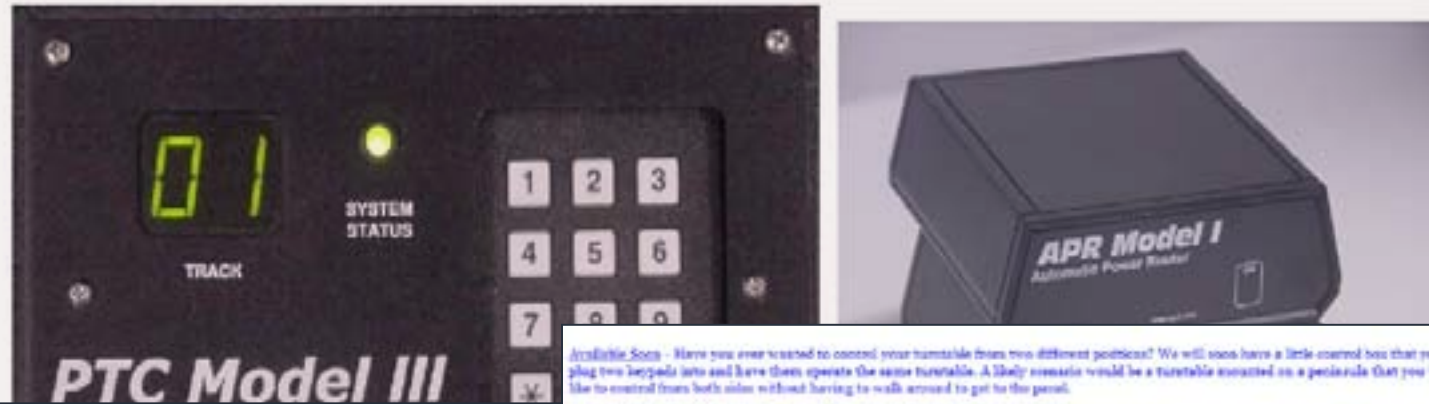 01
SYSTEM
STATUS
TRACK
1 2 3
4 5 6
7 8 9
*
PTC Model III
APR Model I
Automatic Power Router
Available Soon - Have you ever wanted to control your turntable from two different positions? We will soon have a little control box that
plug two keypads into and have them operate the same turntable. A likely scenario would be a turntable mounted on a peninsula that you
like to control from both sides without having to walk around to get to the panel.